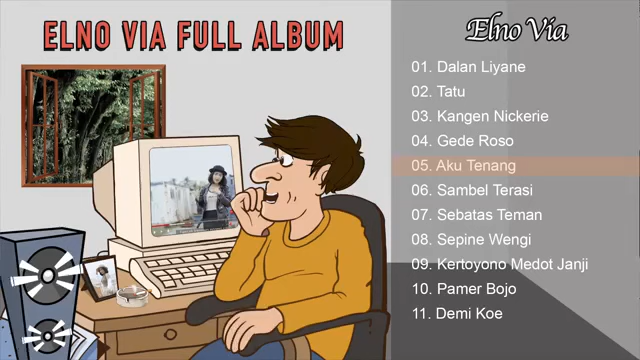 ELNO VIA FULL ALBUM
Elno Via
01. Dalan Liyane
02. Tatu
03. Kangen Nickerie
04. Gede Roso
05. Aku Tenang
06. Sambel Terasi
07. Sebatas Teman
08. Sepine Wengi
09. Kertoyono Medot Janji
10. Pamer Bojo
11. Demi Koe